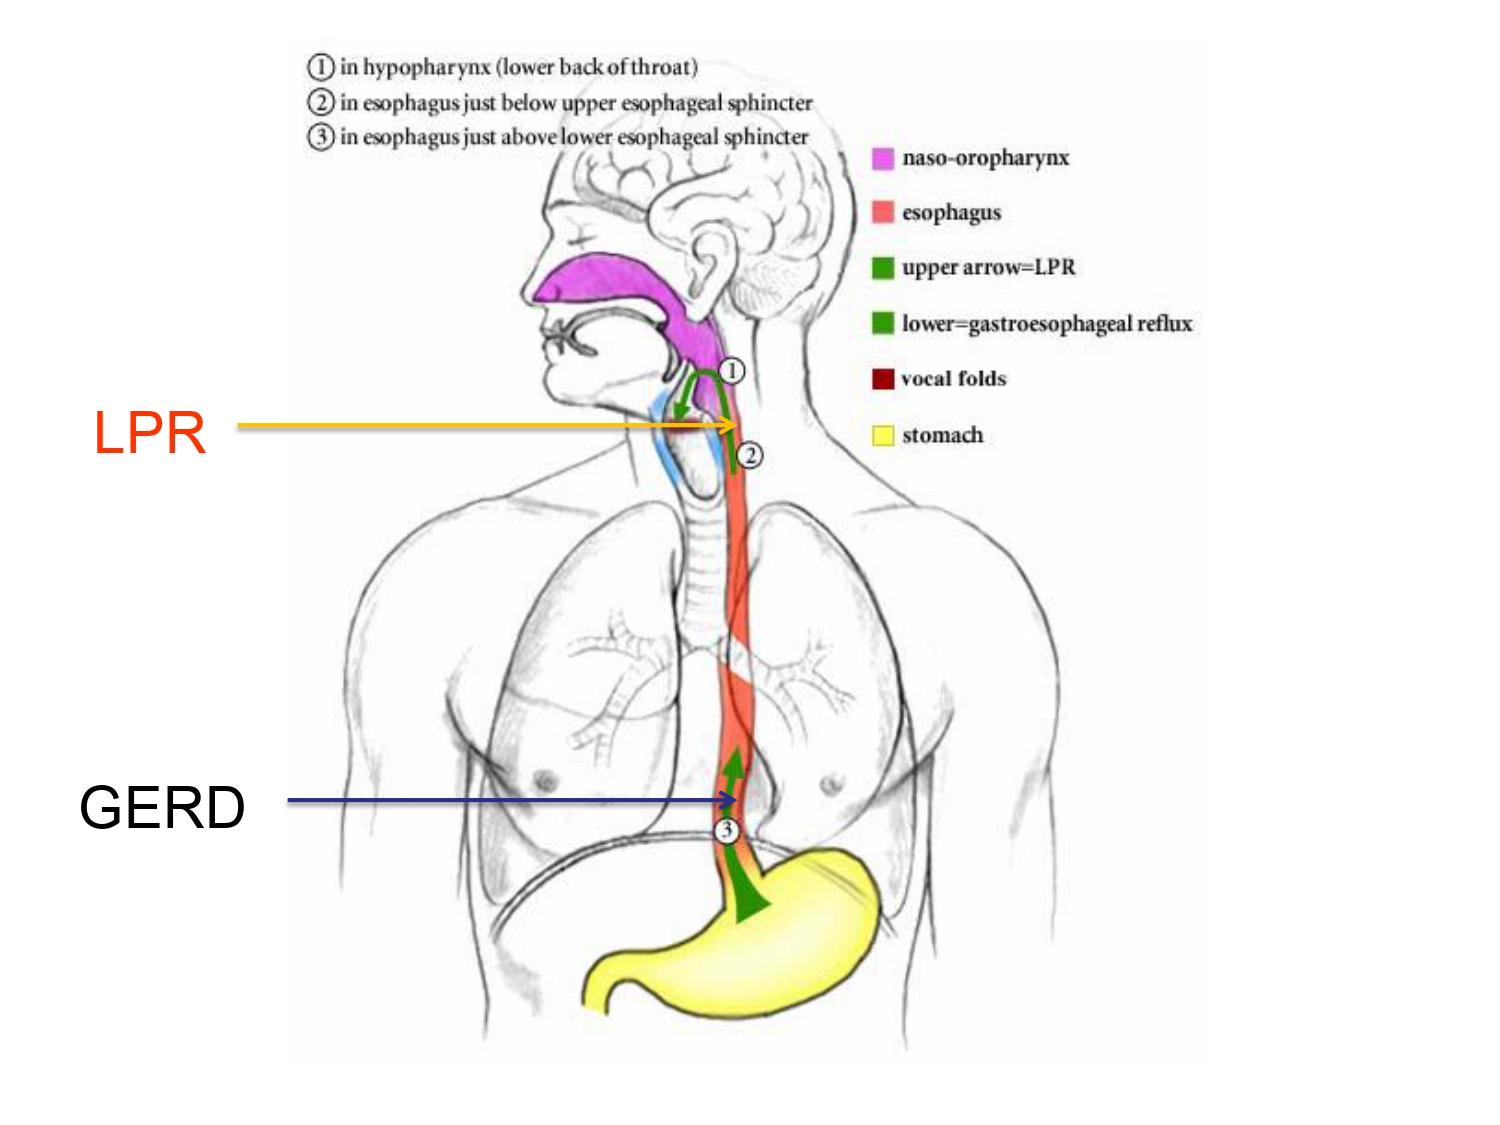 ① in hypopharynx (lower back of throat)
② in esophagus just below upper esophageal sphincter
③ in esophagus just above lower esophageal sphincter
naso-oropharynx
esophagus
upper arrow=LPR
lower=gastroesophageal reflux
vocal folds
stomach
①
LPR
②
GERD
③